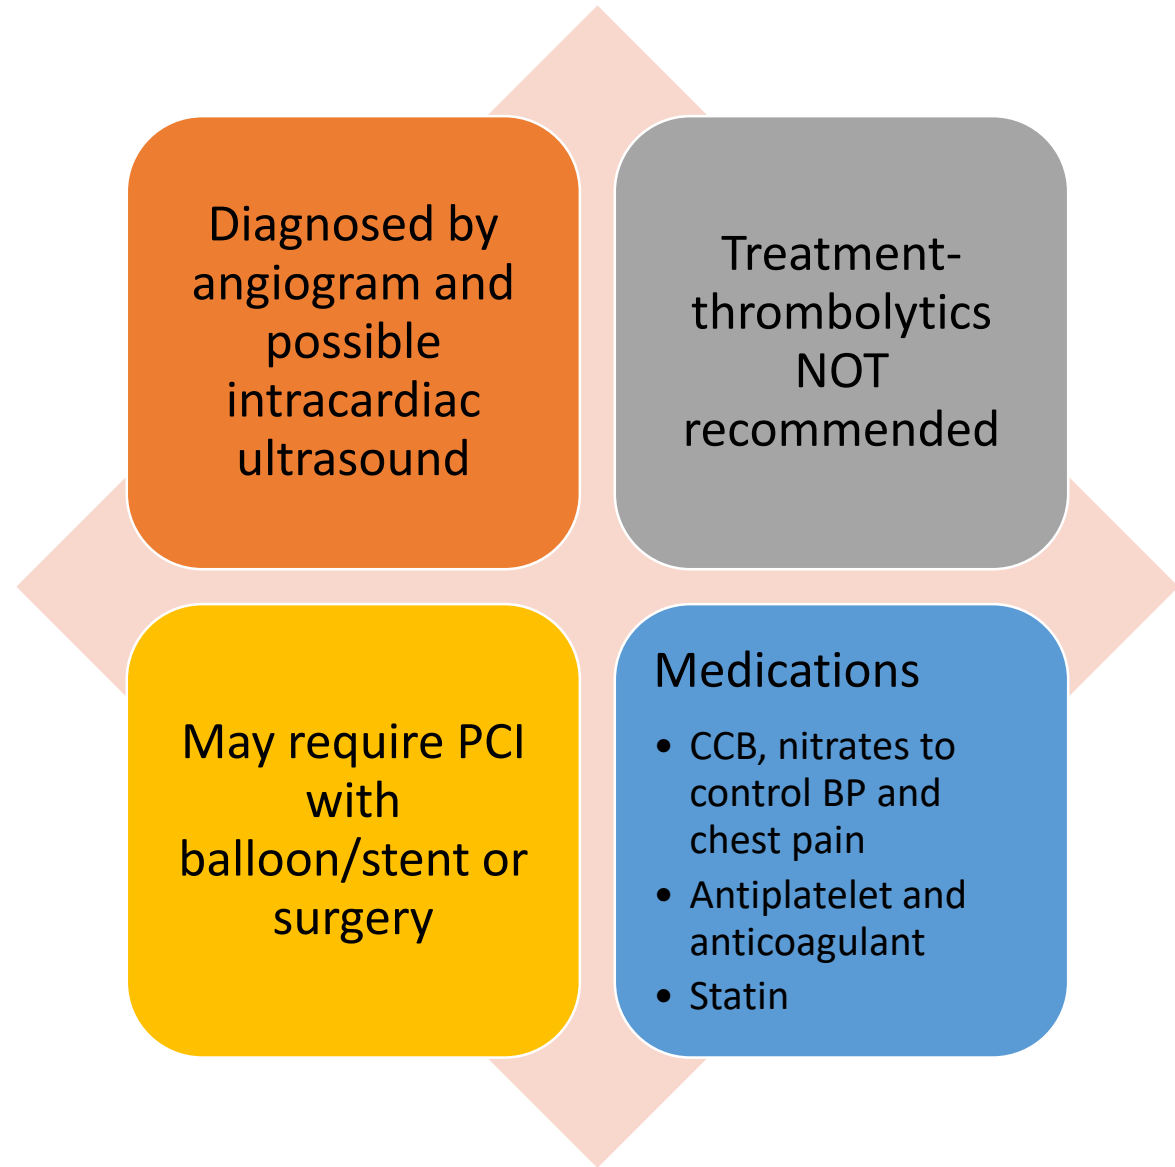 Diagnosed by
angiogram and
possible
intracardiac
ultrasound
Treatment-
thrombolytics
NOT
recommended
May require PCI
with
balloon/stent or
surgery
Medications
• CCB, nitrates to
control BP and
chest pain
• Antiplatelet and
anticoagulant
• Statin